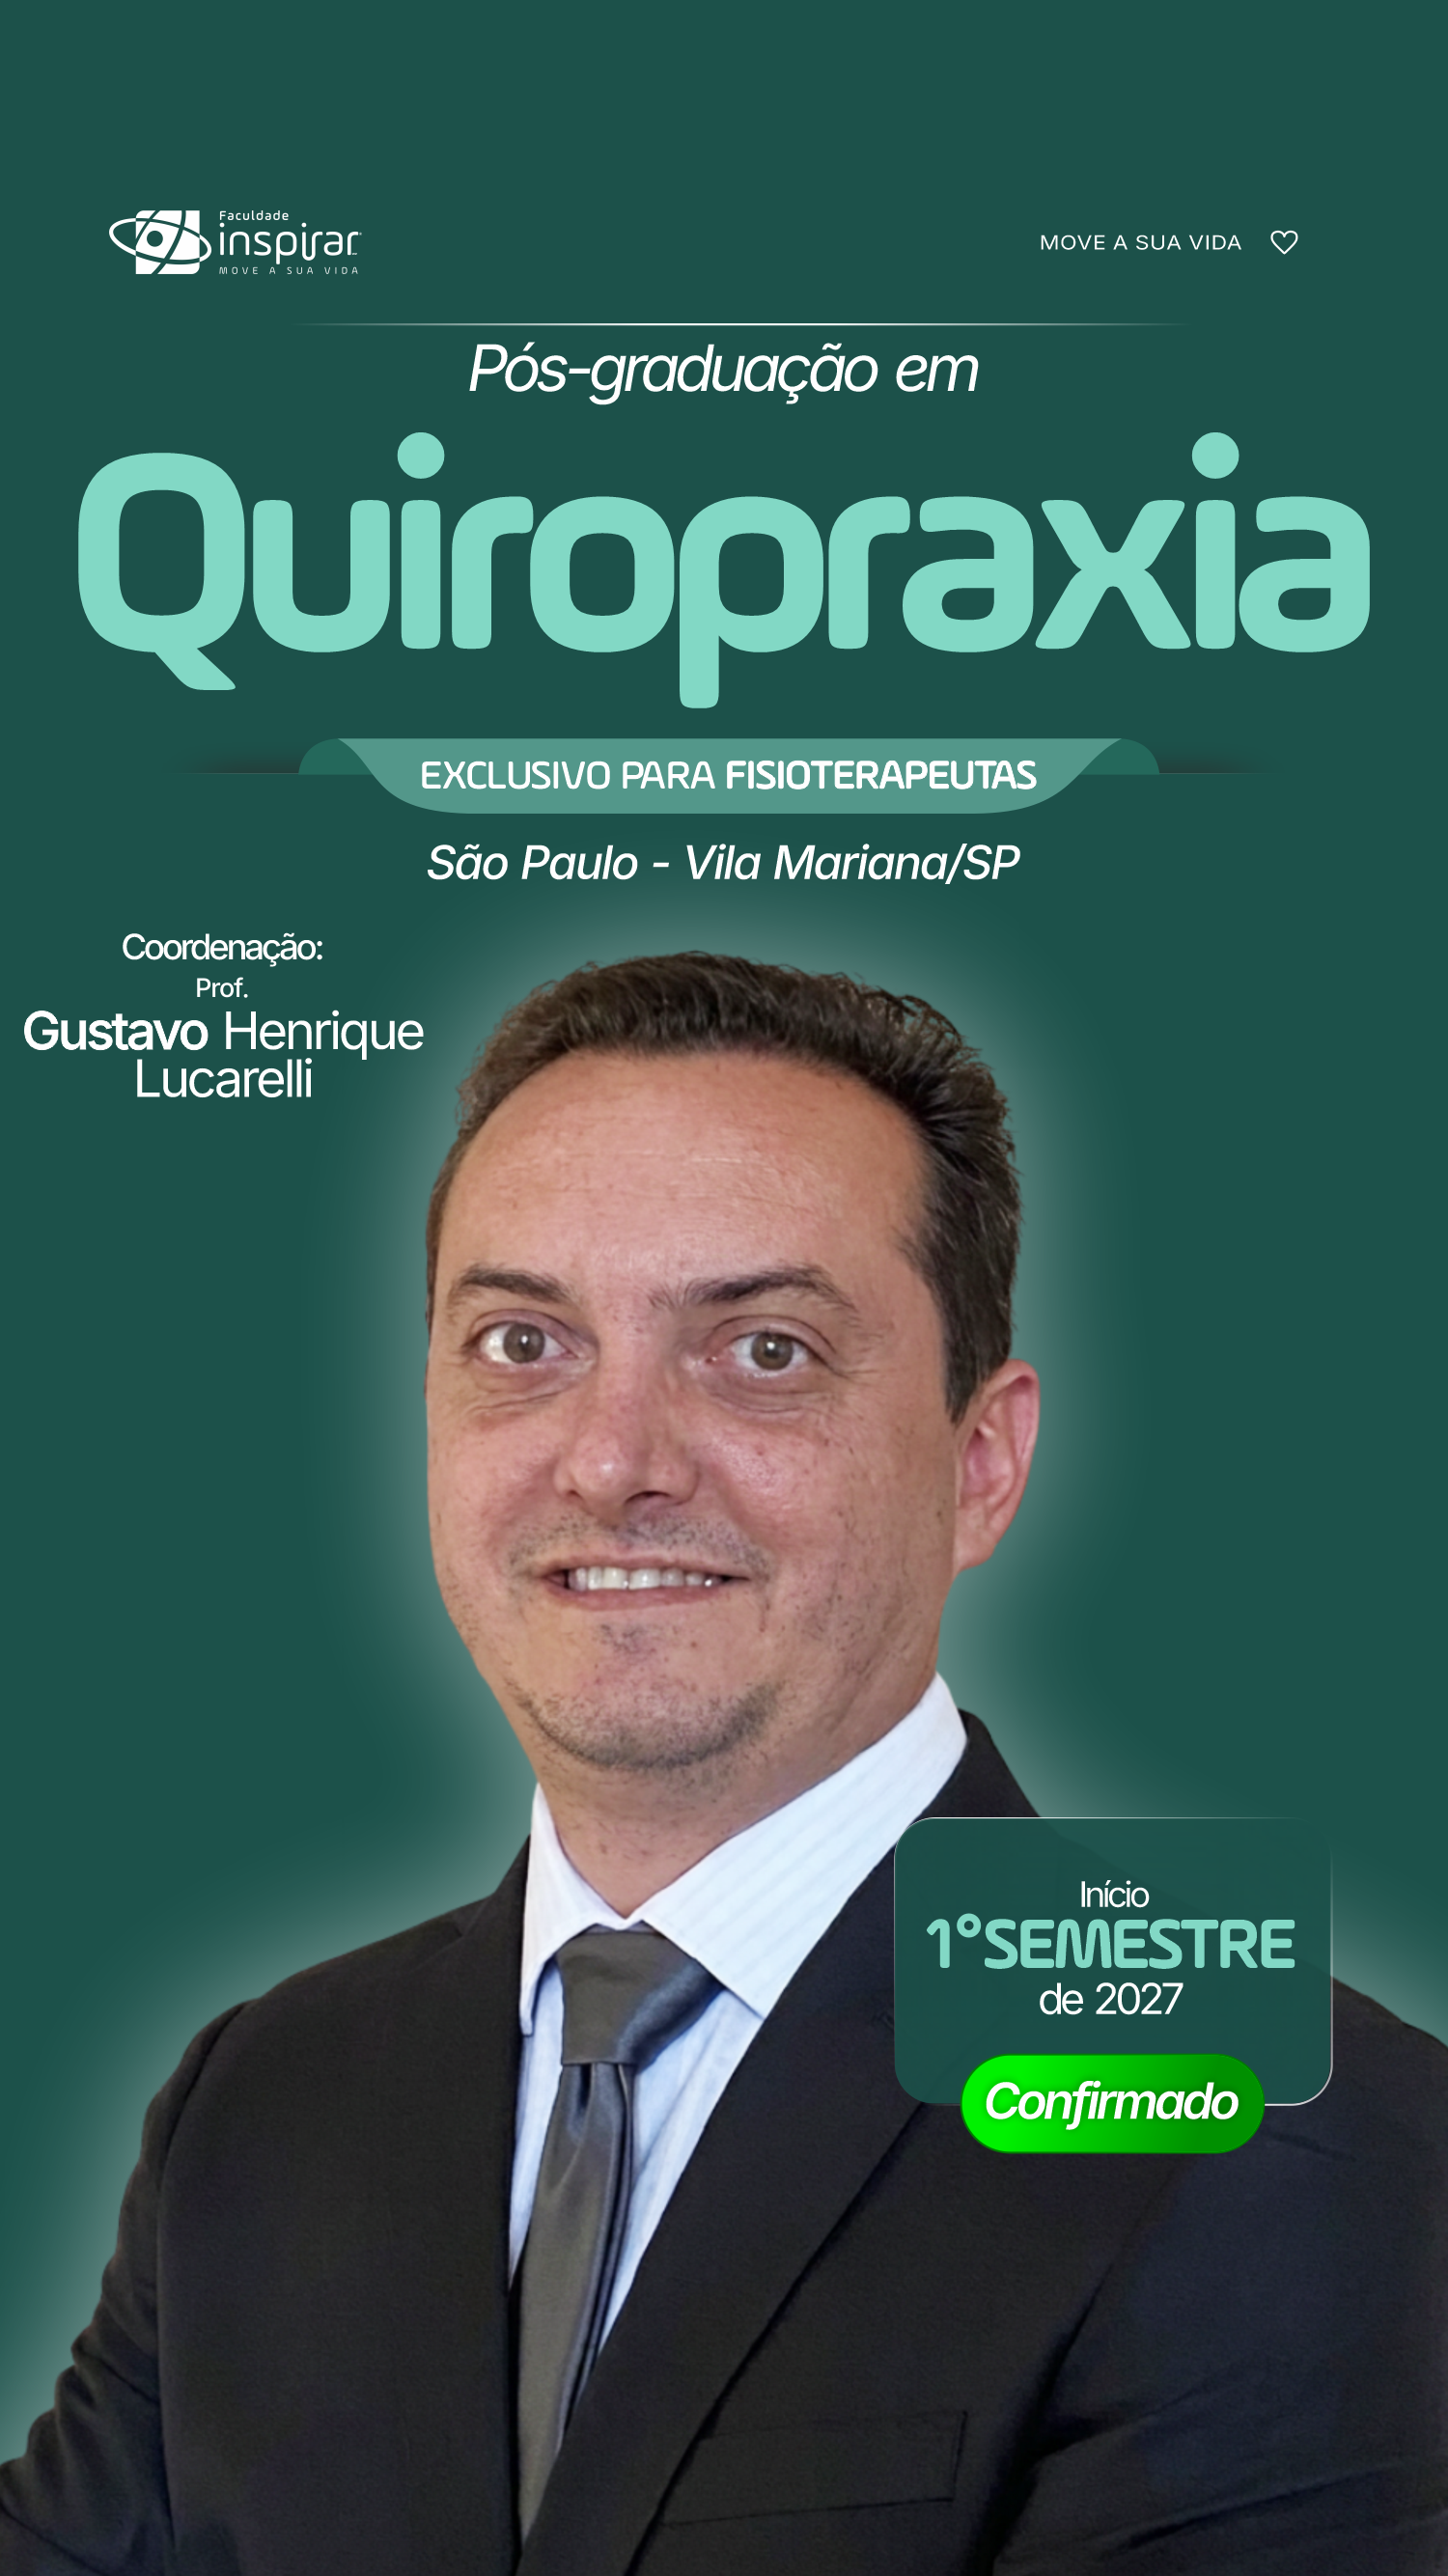 Faculdade
inspirar
MOVE A SUA VIDA
MOVE A SUA VIDA
Pós-graduação em
Quiropraxia
EXCLUSIVO PARA FISIOTERAPEUTAS
São Paulo - Vila Mariana/SP
Coordenação:
Prof.
Gustavo Henrique
Lucarelli
Início
1°SEMESTRE
de 2027
Confirmado